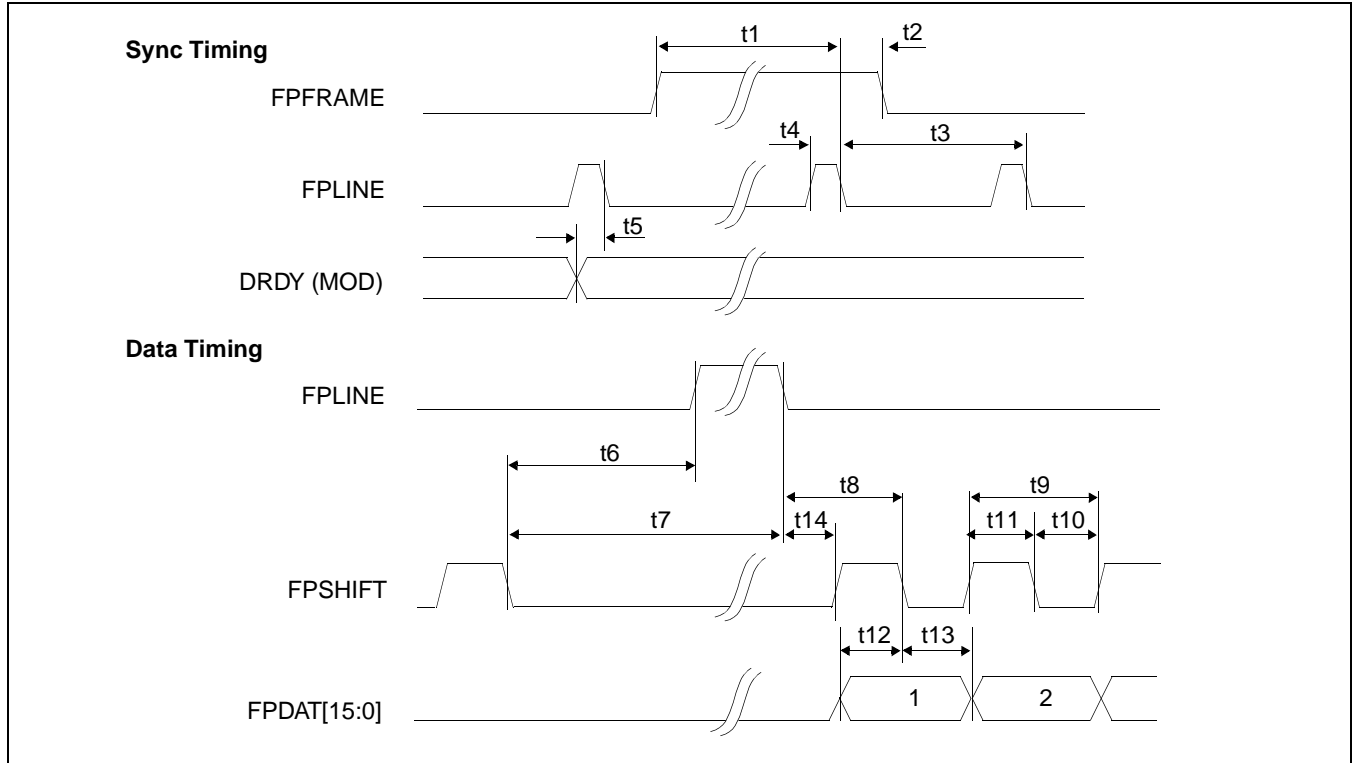 Sync Timing
t1
t2
FPFRAME
t4
t3
FPLINE
t5
DRDY (MOD)
Data Timing
FPLINE
t6
t8
t9
t7
t14
t11
t10
FPSHIFT
t12
t13
FPDAT[15:0]
1
2